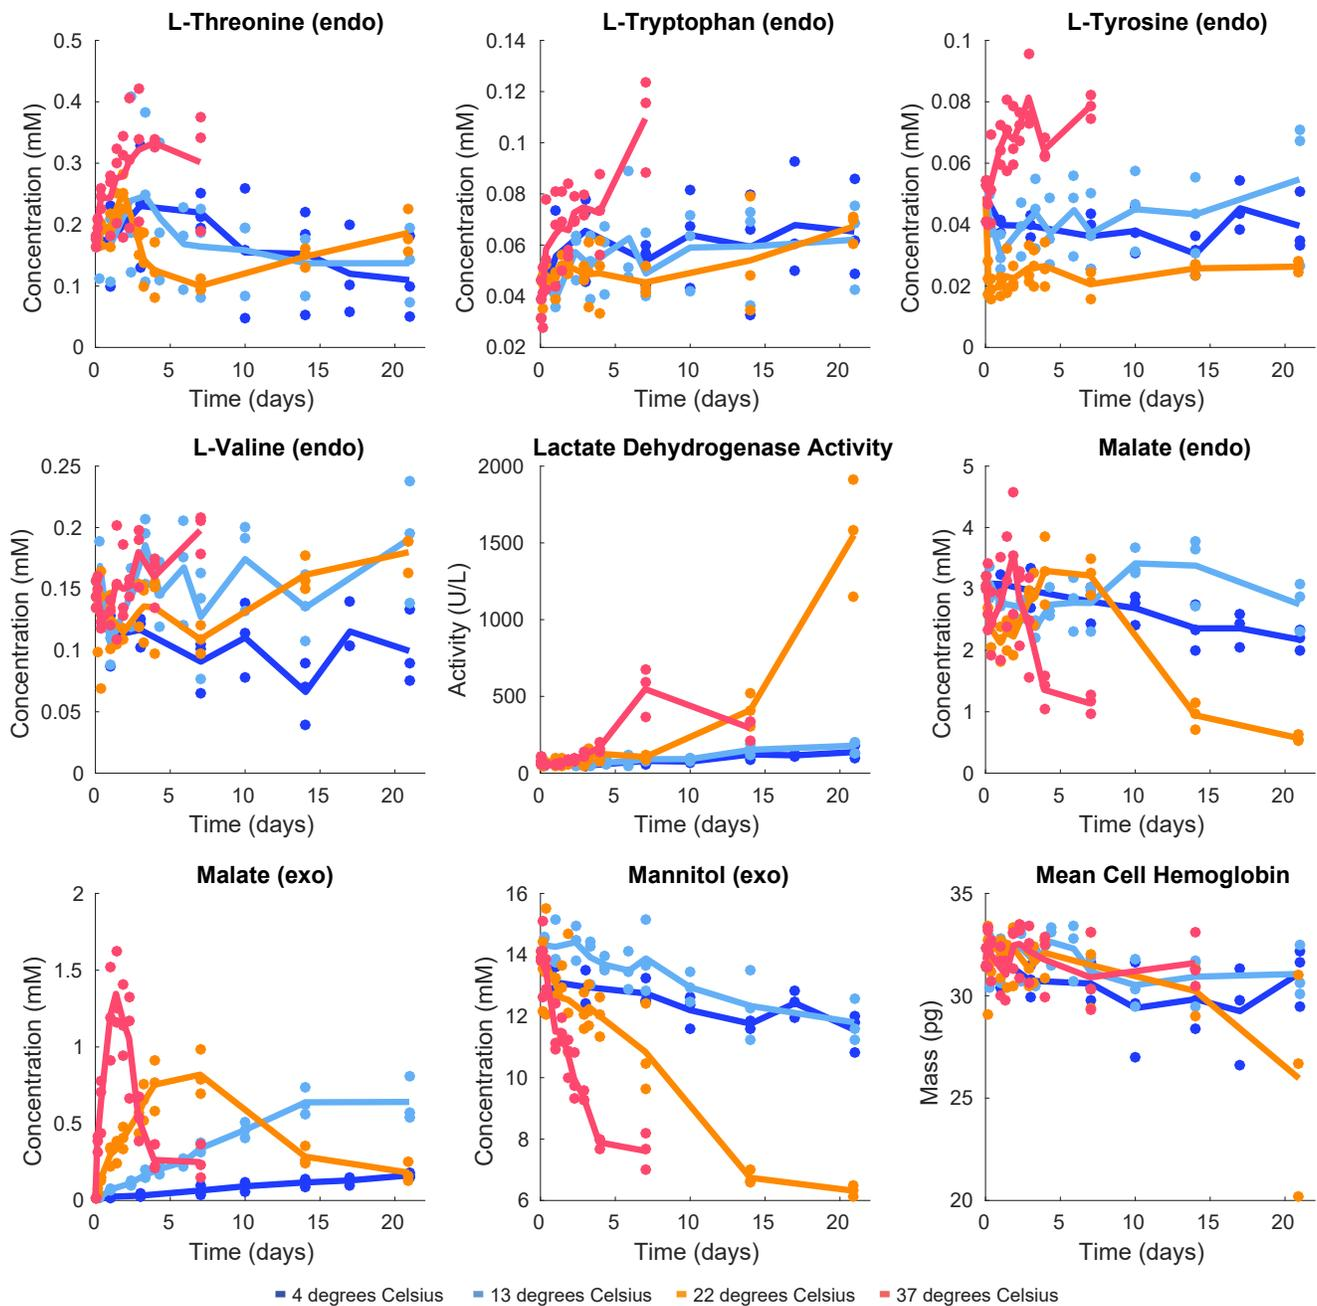 L-Threonine (endo)
L-Tryptophan (endo)
L-Tyrosine (endo)
Concentration (mM)
0.5
0.4
0.3
0.2
0.1
0
0 5 10 15 20
Time (days)
Concentration (mM)
0.14
0.12
0.1
0.08
0.06
0.04
0.02
0 5 10 15 20
Time (days)
Concentration (mM)
0.1
0.08
0.06
0.04
0.02
0
0 5 10 15 20
Time (days)
L-Valine (endo)
Lactate Dehydrogenase Activity
Malate (endo)
Concentration (mM)
0.25
0.2
0.15
0.1
0.05
0
0 5 10 15 20
Time (days)
Activity (U/L)
2000
1500
1000
500
0
0 5 10 15 20
Time (days)
Concentration (mM)
5
4
3
2
1
0
0 5 10 15 20
Time (days)
Malate (exo)
Mannitol (exo)
Mean Cell Hemoglobin
Concentration (mM)
2
1.5
1
0.5
0
0 5 10 15 20
Time (days)
Concentration (mM)
16
14
12
10
8
6
0 5 10 15 20
Time (days)
Mass (pg)
35
30
25
20
0 5 10 15 20
Time (days)
4 degrees Celsius 13 degrees Celsius 22 degrees Celsius 37 degrees Celsius